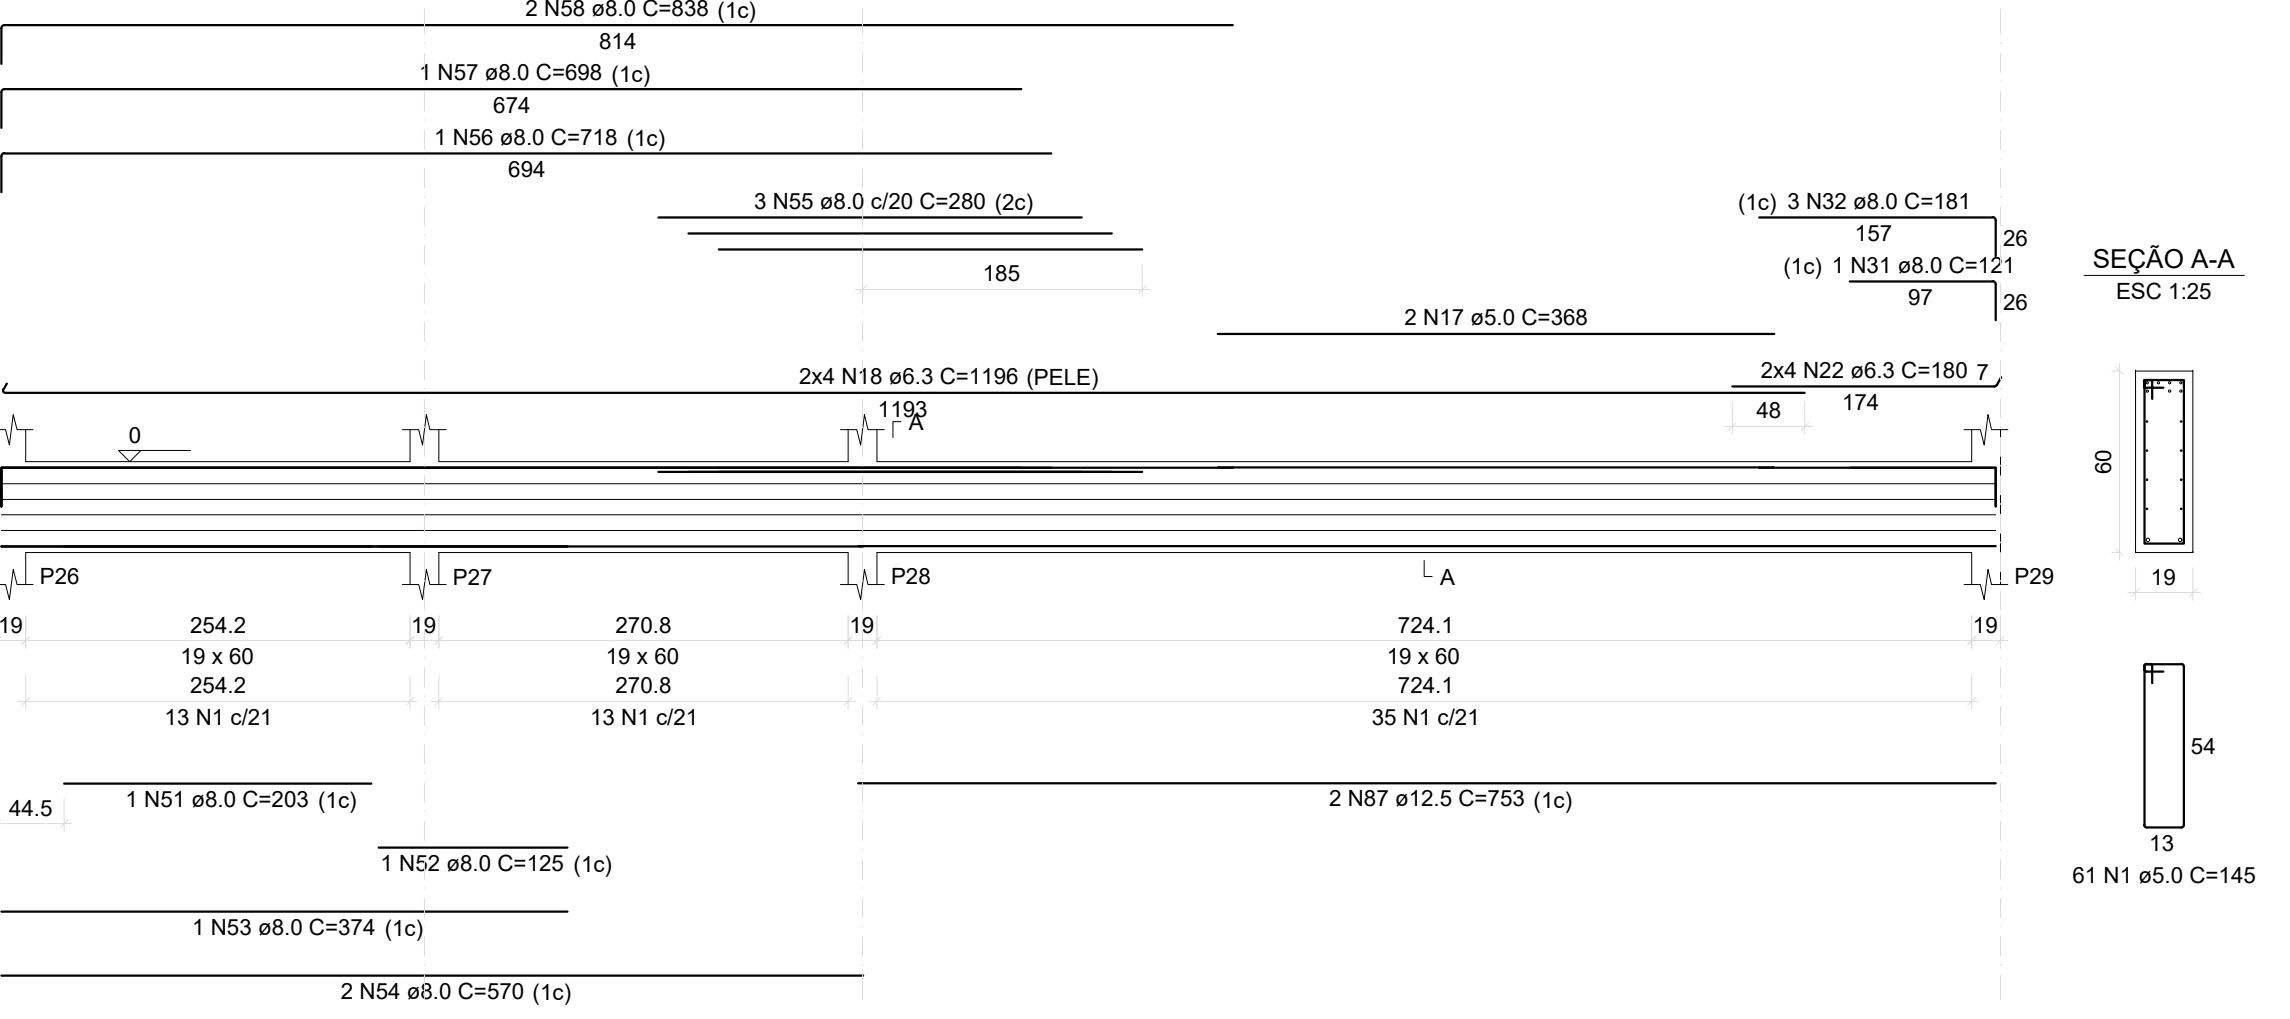 2 N58 ø8.0 C=838 (1c)
814
1 N57 ø8.0 C=698 (1c)
674
1 N56 ø8.0 C=718 (1c)
694
3 N55 ø8.0 c/20 C=280 (2c)
185
(1c) 3 N32 ø8.0 C=181
157
26
(1c) 1 N31 ø8.0 C=121
97
26
SEÇÃO A-A
ESC 1:25
2 N17 ø5.0 C=368
2x4 N18 ø6.3 C=1196 (PELE)
1193
2x4 N22 ø6.3 C=180 7
48
174
A
0
60
19
P26
P27
P28
A
P29
19
254.2
19
270.8
19
724.1
19
19 x 60
19 x 60
19 x 60
254.2
270.8
724.1
13 N1 c/21
13 N1 c/21
35 N1 c/21
54
13
61 N1 ø5.0 C=145
1 N51 ø8.0 C=203 (1c)
44.5
2 N87 ø12.5 C=753 (1c)
1 N52 ø8.0 C=125 (1c)
1 N53 ø8.0 C=374 (1c)
2 N54 ø8.0 C=570 (1c)